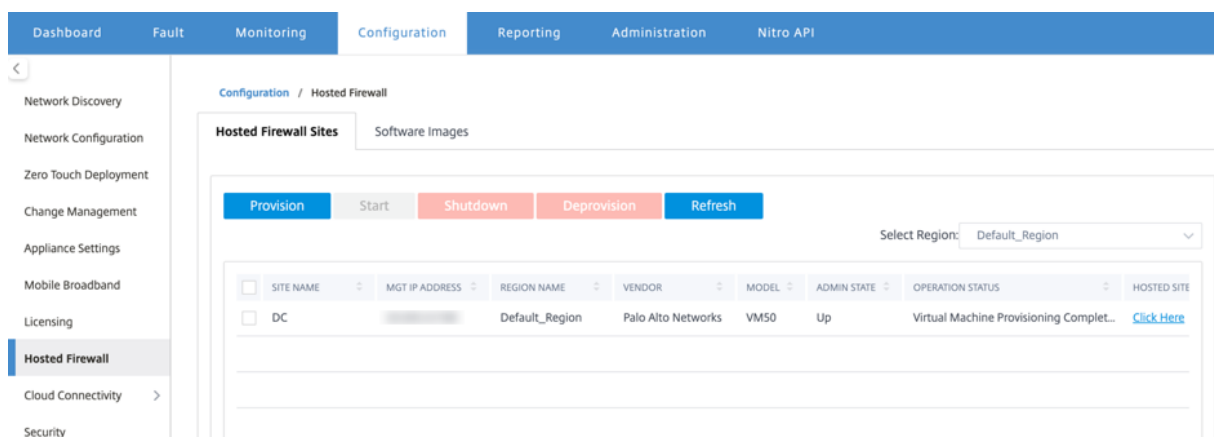 Dashboard Fault Monitoring Configuration Reporting Administration Nitro API
<
Network Discovery
Network Configuration
Zero Touch Deployment
Change Management
Appliance Settings
Mobile Broadband
Licensing
Hosted Firewall
Cloud Connectivity >
Security
Configuration / Hosted Firewall
Hosted Firewall Sites Software Images
Provision Start Shutdown Deprovision Refresh
Select Region: Default_Region
SITE NAME MGT IP ADDRESS REGION NAME VENDOR MODEL ADMIN STATE OPERATION STATUS HOSTED SITE
DC Default_Region Palo Alto Networks VM50 Up Virtual Machine Provisioning Complet... Click Here